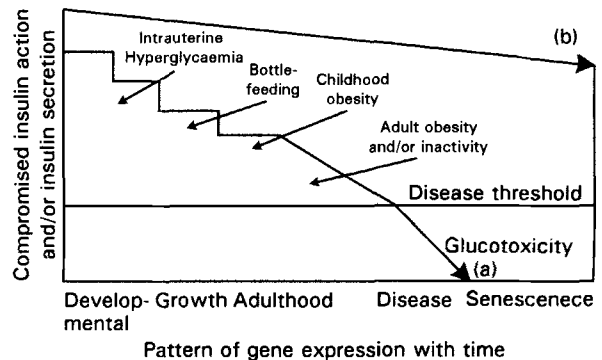 Compromised insulin action
and/or insulin secretion
(b)
Intrauterine
Hyperglycaemia
Bottle-
feeding
Childhood
obesity
Adult obesity
and/or inactivity
Disease threshold
Glucotoxicity
(a)
Develop- Growth Adulthood Disease Senescenece
mental
Pattern of gene expression with time